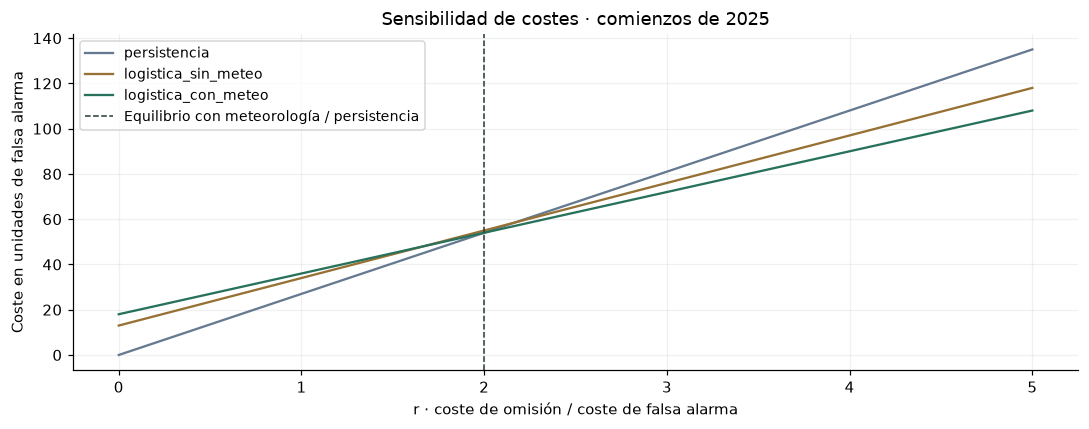 Sensibilidad de costes · comienzos de 2025
persistencia
logistica_sin_meteo
logistica_con_meteo
Equilibrio con meteorología / persistencia
Coste en unidades de falsa alarma
140
120
100
80
60
40
20
0
0 1 2 3 4 5
r · coste de omisión / coste de falsa alarma